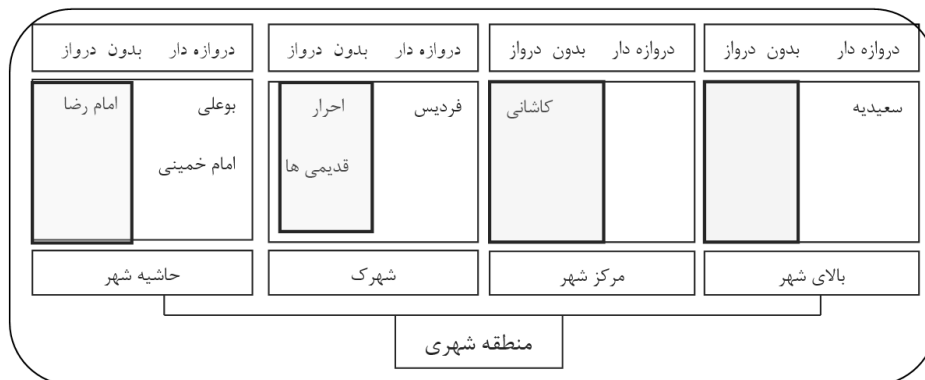 دروازه دار بدون درواز
دروازه دار بدون درواز
دروازه دار بدون درواز
دروازه دار بدون درواز
سعیدیه
کاشانی
فردیس احرار
قدیمی ها
بوعلی امام رضا
امام خمینی
بالای شهر
مرکز شهر
شهرک
حاشیه شهر
منطقه شهری